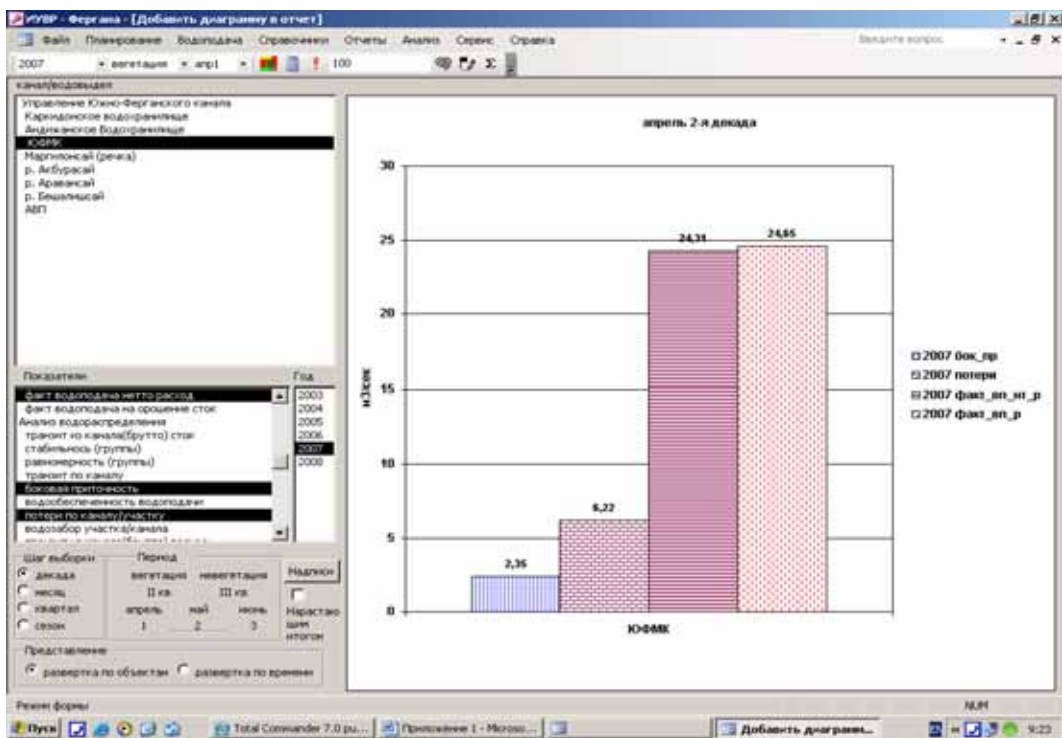 ИУВР - Фергана - [Добавить диаграмму в отчет]
Файл Планирование Водоподача Справочники Отчеты Анализ Сервис Справка Введите вопрос
2007 вегетация апр1 100 Σ
канал/водовыдел
Управление Южно-Ферганского канала
Каркидонское водохранилище
Андижанское Водохранилище
ЮФМК
Маргилонсай (речка)
р. Акбурасай
р. Аравансай
р. Бешалишсай
АВП
Показатели Год
факт водоподача нетто расход
факт водоподача на орошение сток
Анализ водораспределения
транзит из канала(брутто) сток
стабильнось (группы)
равномерность (группы)
транзит по каналу
боковая приточность
водообеспеченность водоподачи
потери по каналу/участку
водозабор участка/канала
2003
2004
2005
2006
2007
2008
Шаг выборки
декада
месяц
квартал
сезон
Период
вегетация невегетация
II кв III кв
апрель май июнь
1 2 3
Надписи
Нарастаю
щим
итогом
Представление
развертка по объектам развертка по времени
апрель 2-я декада
м3/сек
30
25
20
15
10
5
0
2,35
6,22
24,31
24,65
ЮФМК
2007 бок_пр
2007 потери
2007 факт_вп_нт_р
2007 факт_вп_р
Режим формы NUM
Пуск Total Commander 7.0 pu... Приложение 1 - Microso... Добавить диаграмм... 9:23